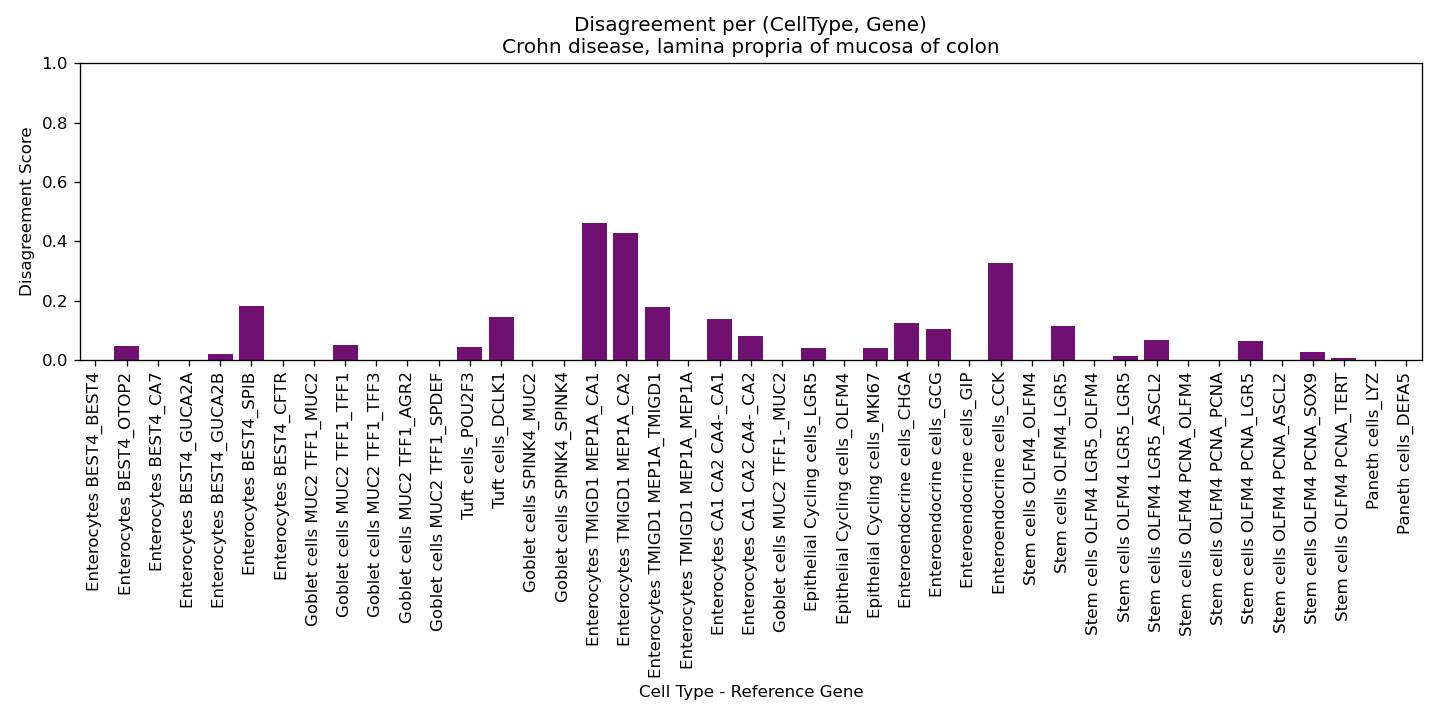 Disagreement per (CellType, Gene)
Crohn disease, lamina propria of mucosa of colon
Disagreement Score
1.0
0.8
0.6
0.4
0.2
0.0
Enterocytes BEST4_BEST4
Enterocytes BEST4_OTOP2
Enterocytes BEST4_CA7
Enterocytes BEST4_GUCA2A
Enterocytes BEST4_GUCA2B
Enterocytes BEST4_SPIB
Enterocytes BEST4_CFTR
Goblet cells MUC2 TFF1_MUC2
Goblet cells MUC2 TFF1_TFF1
Goblet cells MUC2 TFF1_TFF3
Goblet cells MUC2 TFF1_AGR2
Goblet cells MUC2 TFF1_SPDEF
Tuft cells_POU2F3
Tuft cells_DCLK1
Goblet cells SPINK4_MUC2
Goblet cells SPINK4_SPINK4
Enterocytes TMIGD1 MEP1A_CA1
Enterocytes TMIGD1 MEP1A_CA2
Enterocytes TMIGD1 MEP1A_TMIGD1
Enterocytes TMIGD1 MEP1A_MEP1A
Enterocytes CA1 CA2 CA4-_CA1
Enterocytes CA1 CA2 CA4-_CA2
Goblet cells MUC2 TFF1-_MUC2
Epithelial Cycling cells_LGR5
Epithelial Cycling cells_OLFM4
Epithelial Cycling cells_MKI67
Enteroendocrine cells_CHGA
Enteroendocrine cells_GCG
Enteroendocrine cells_GIP
Enteroendocrine cells_CCK
Stem cells OLFM4_OLFM4
Stem cells OLFM4_LGR5
Stem cells OLFM4 LGR5_OLFM4
Stem cells OLFM4 LGR5_LGR5
Stem cells OLFM4 LGR5_ASCL2
Stem cells OLFM4 PCNA_OLFM4
Stem cells OLFM4 PCNA_PCNA
Stem cells OLFM4 PCNA_LGR5
Stem cells OLFM4 PCNA_ASCL2
Stem cells OLFM4 PCNA_SOX9
Stem cells OLFM4 PCNA_TERT
Paneth cells_LYZ
Paneth cells_DEFA5
Cell Type - Reference Gene